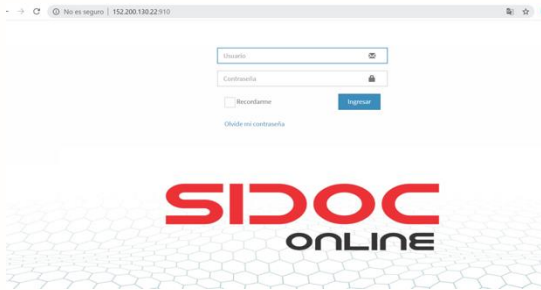 No es seguro | 152.200.130.22:910
Usuario
Contraseña
Recordarme
Ingresar
Olvide mi contraseña
SIDOC
ONLINE